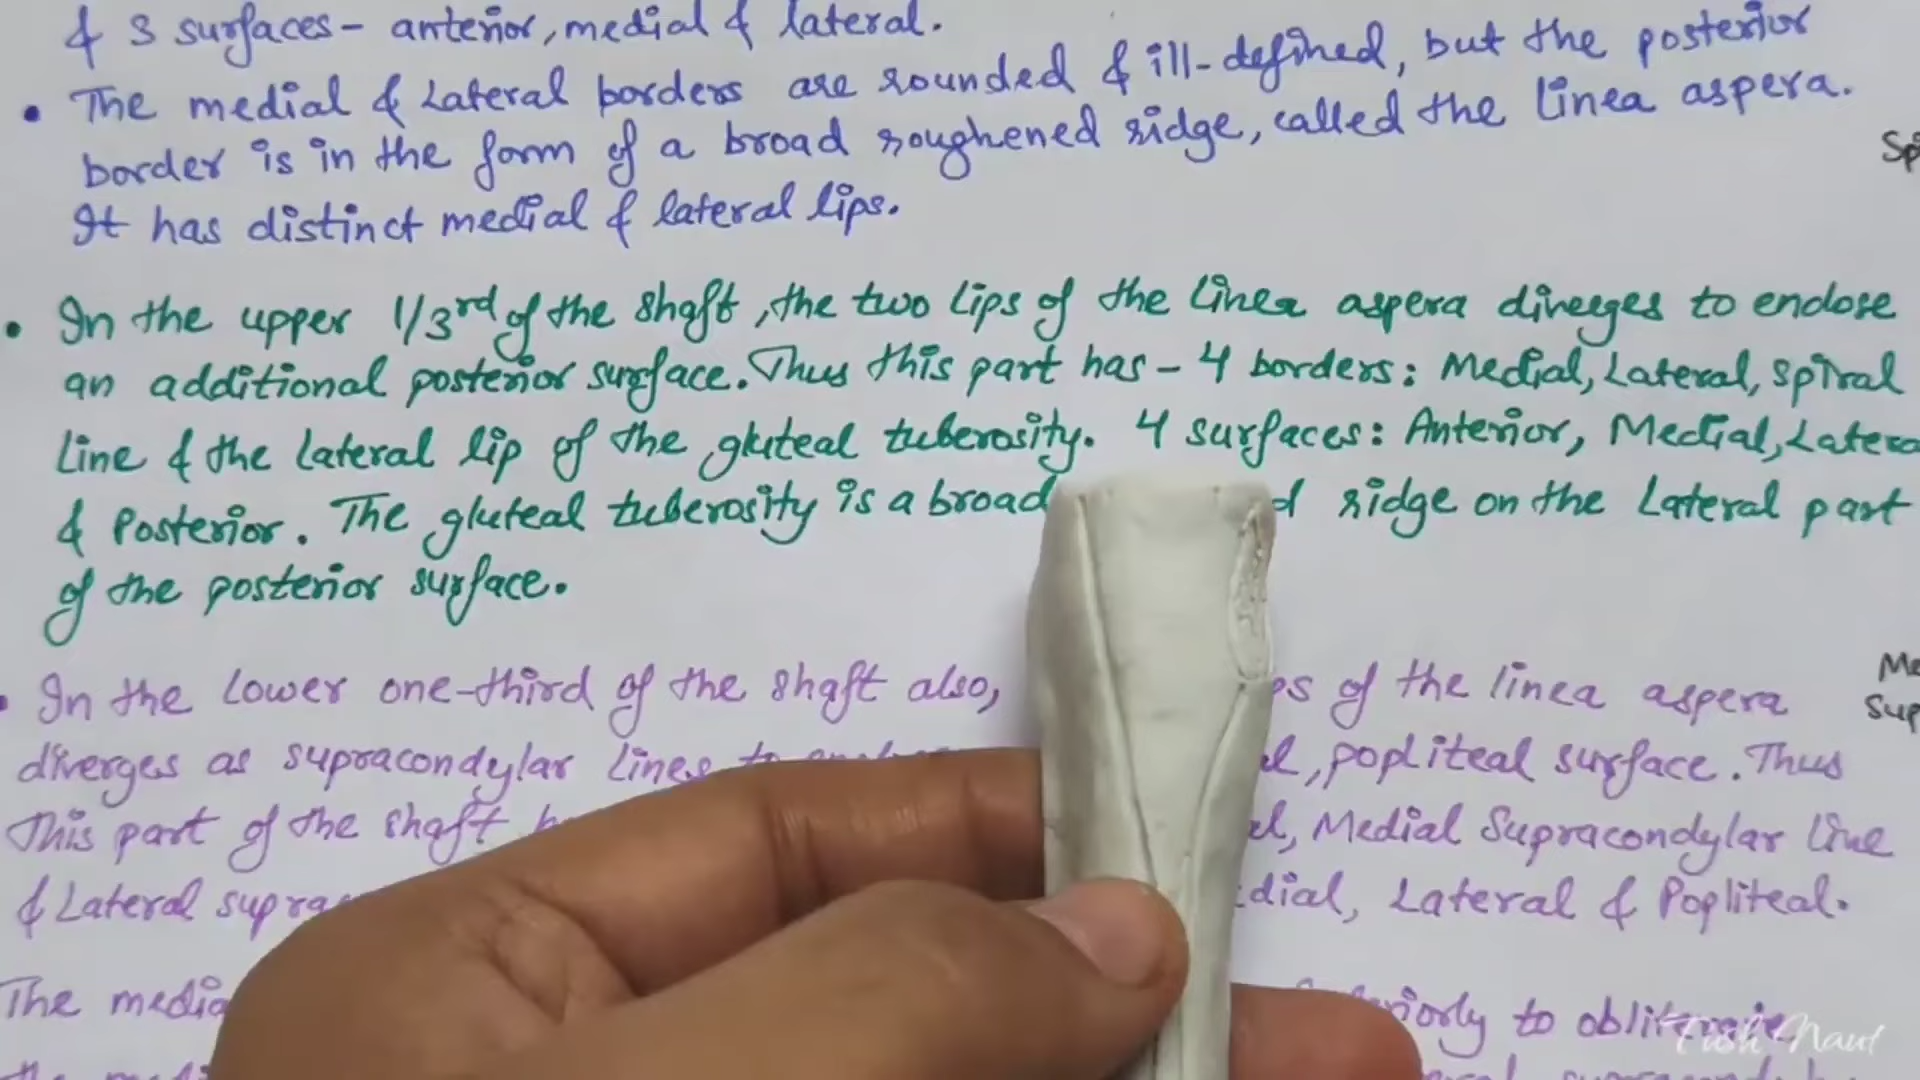 & 3 surfaces - anterior, medial & lateral.
• The medial & Lateral borders are rounded & ill-defined, but the posterior
border is in the form of a broad roughened ridge, called the linea aspera.
It has distinct medial & lateral lips.
• In the upper 1/3rd of the shaft, the two lips of the linea aspera diverges to enclose
an additional posterior surface. Thus this part has - 4 borders: Medial, Lateral, spiral
Line & the lateral lip of the gluteal tuberosity. 4 surfaces: Anterior, Medial, Latera
& Posterior. The gluteal tuberosity is a broad ridge on the Lateral part
of the posterior surface.
• In the lower one-third of the shaft also, of the linea aspera
diverges as supracondylar lines to popliteal surface. Thus
This part of the shaft Medial Supracondylar line
& Lateral Lateral & Popliteal.
The to
Tush Naut